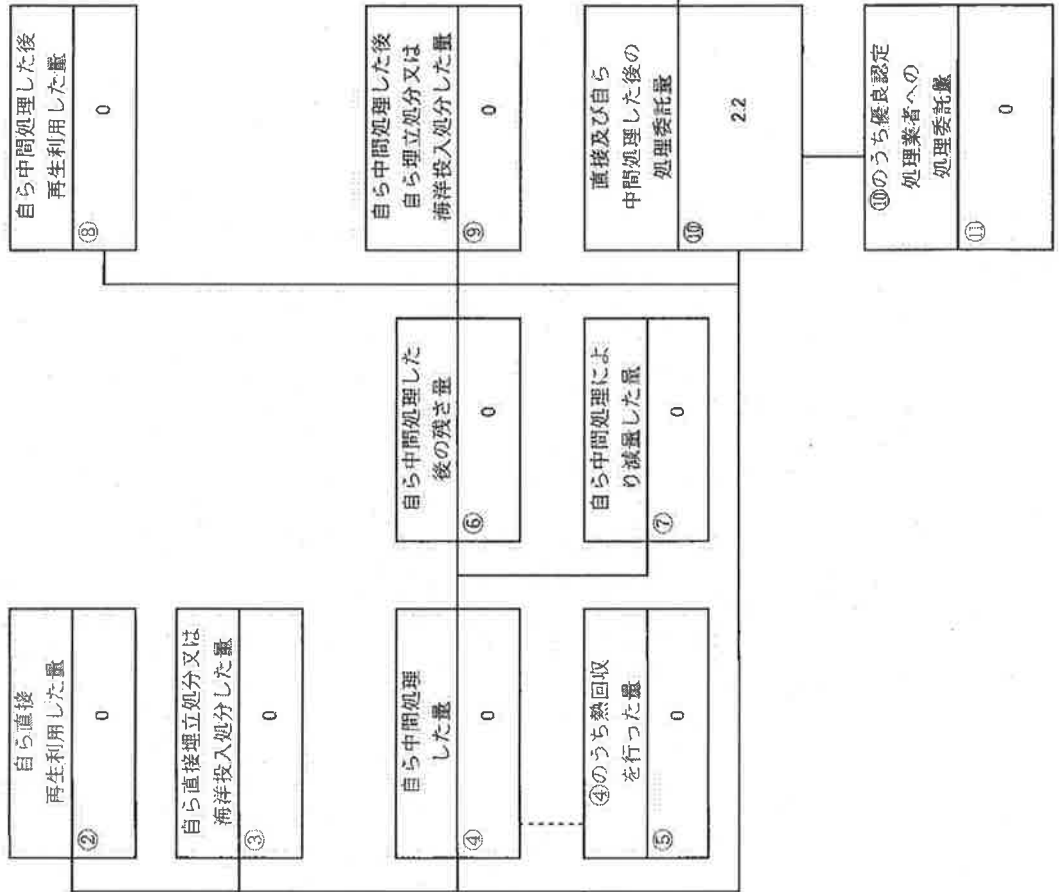 自ら直接
再生利用した量
②
0
自ら直接埋立処分又は
海洋投入処分した量
③
0
自ら中間処理
した量
④
0
④のうち熱回収
を行った量
⑤
0
自ら中間処理した
後の残さ量
⑥
0
自ら中間処理によ
り減量した量
⑦
0
自ら中間処理した後
再生利用した量
⑧
0
自ら中間処理した後
自ら埋立処分又は
海洋投入処分した量
⑨
0
直接及び自ら
中間処理した後の
処理委託量
⑩
2.2
⑩のうち優良認定
処理業者への
処理委託量
⑪
0